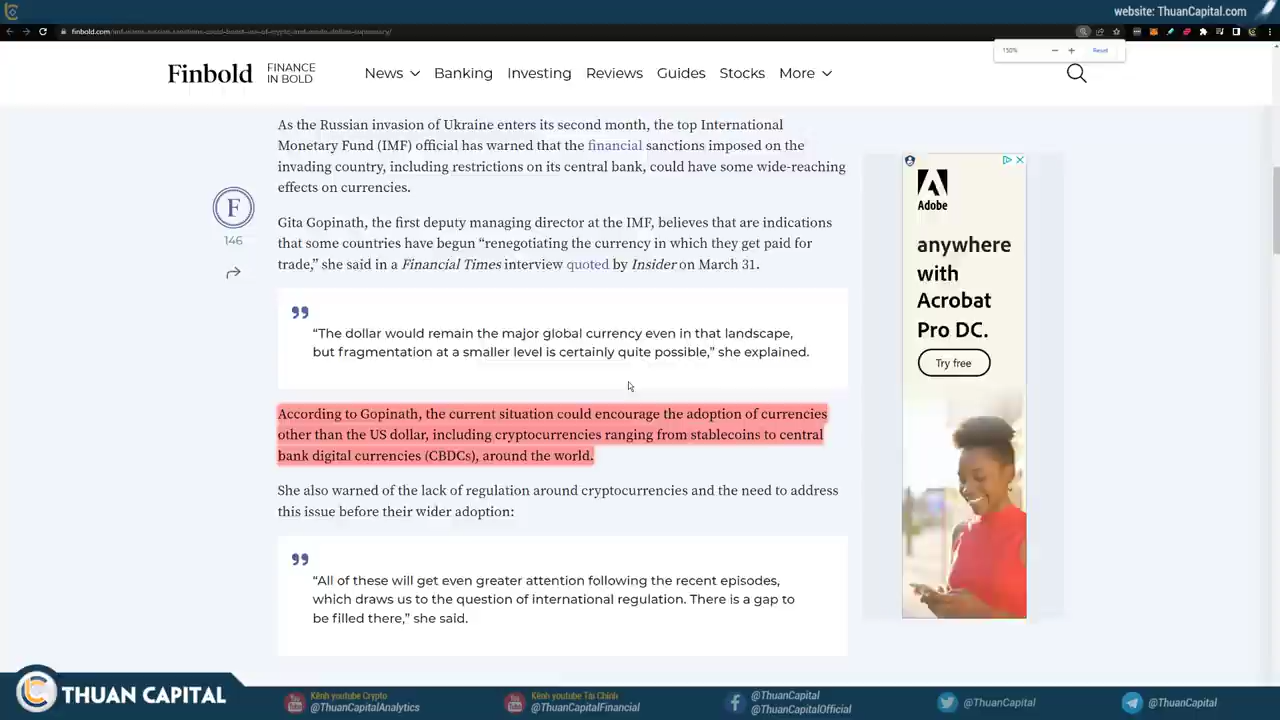 website: ThuanCapital.com
150%
Reset
Finbold
FINANCE
IN BOLD
News
Banking
Investing
Reviews
Guides
Stocks
More
As the Russian invasion of Ukraine enters its second month, the top International
Monetary Fund (IMF) official has warned that the financial sanctions imposed on the
invading country, including restrictions on its central bank, could have some wide-reaching
effects on currencies.
F
146
Gita Gopinath, the first deputy managing director at the IMF, believes that are indications
that some countries have begun “renegotiating the currency in which they get paid for
trade,” she said in a Financial Times interview quoted by Insider on March 31.
“The dollar would remain the major global currency even in that landscape,
but fragmentation at a smaller level is certainly quite possible,” she explained.
According to Gopinath, the current situation could encourage the adoption of currencies
other than the US dollar, including cryptocurrencies ranging from stablecoins to central
bank digital currencies (CBDCs), around the world.
She also warned of the lack of regulation around cryptocurrencies and the need to address
this issue before their wider adoption:
“All of these will get even greater attention following the recent episodes,
which draws us to the question of international regulation. There is a gap to
be filled there,” she said.
Adobe
anywhere
with
Acrobat
Pro DC.
Try free
THUAN CAPITAL
Kênh youtube Crypto
@ThuanCapitalAnalytics
Kênh youtube Tài Chính
@ThuanCapitalFinancial
@ThuanCapital
@ThuanCapitalOfficial
@ThuanCapital
@ThuanCapital